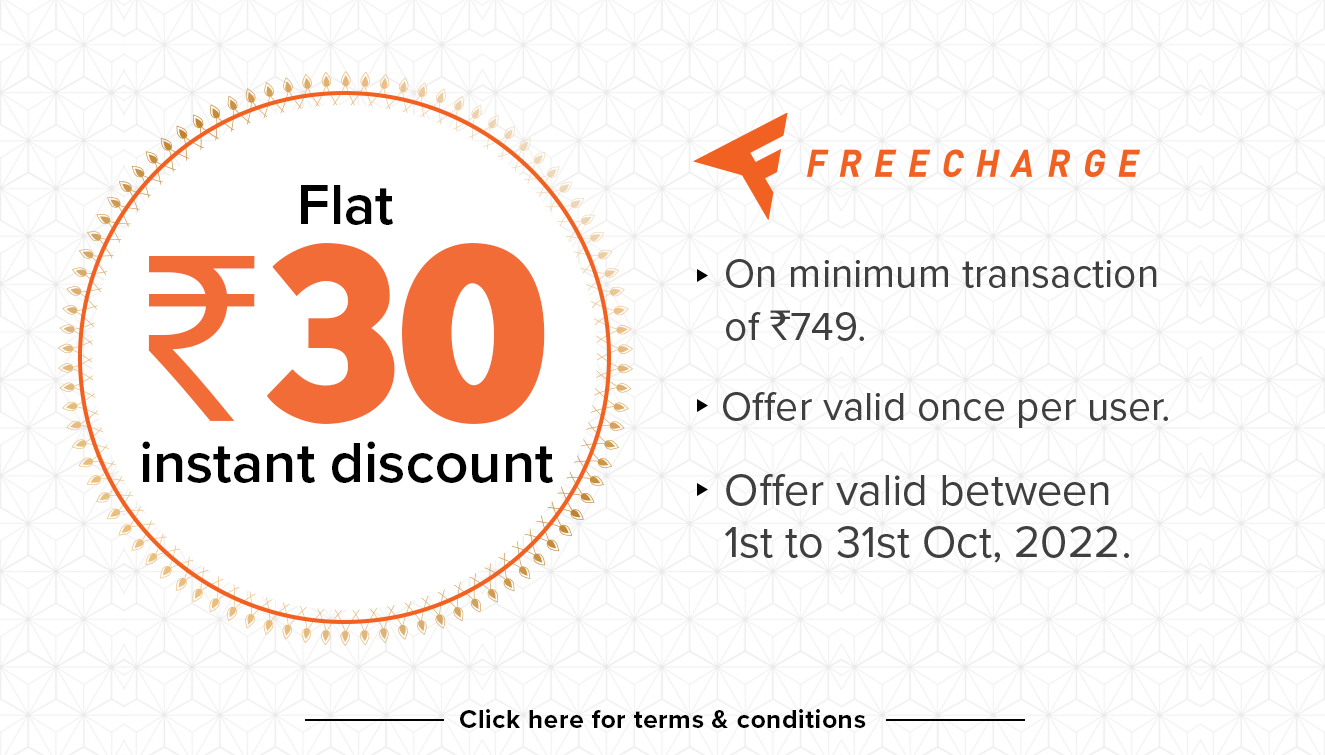 Flat
₹30
instant discount
FREECHARGE
On minimum transaction
of ₹749.
Offer valid once per user.
Offer valid between
1st to 31st Oct, 2022.
Click here for terms & conditions